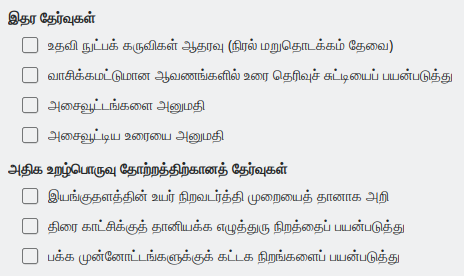 இதர தேர்வுகள்
உதவி நுட்பக் கருவிகள் ஆதரவு (நிரல் மறுதொடக்கம் தேவை)
வாசிக்கமட்டுமான ஆவணங்களில் உரை தெரிவுச் சுட்டியைப் பயன்படுத்து
அசைவூட்டங்களை அனுமதி
அசைவூட்டிய உரையை அனுமதி
அதிக உறழ்பொருவு தோற்றத்திற்கானத் தேர்வுகள்
இயங்குதளத்தின் உயர் நிறவடர்த்தி முறையைத் தானாக அறி
திரை காட்சிக்குத் தானியக்க எழுத்துரு நிறத்தைப் பயன்படுத்து
பக்க முன்னோட்டங்களுக்குக் கட்டக நிறங்களைப் பயன்படுத்து